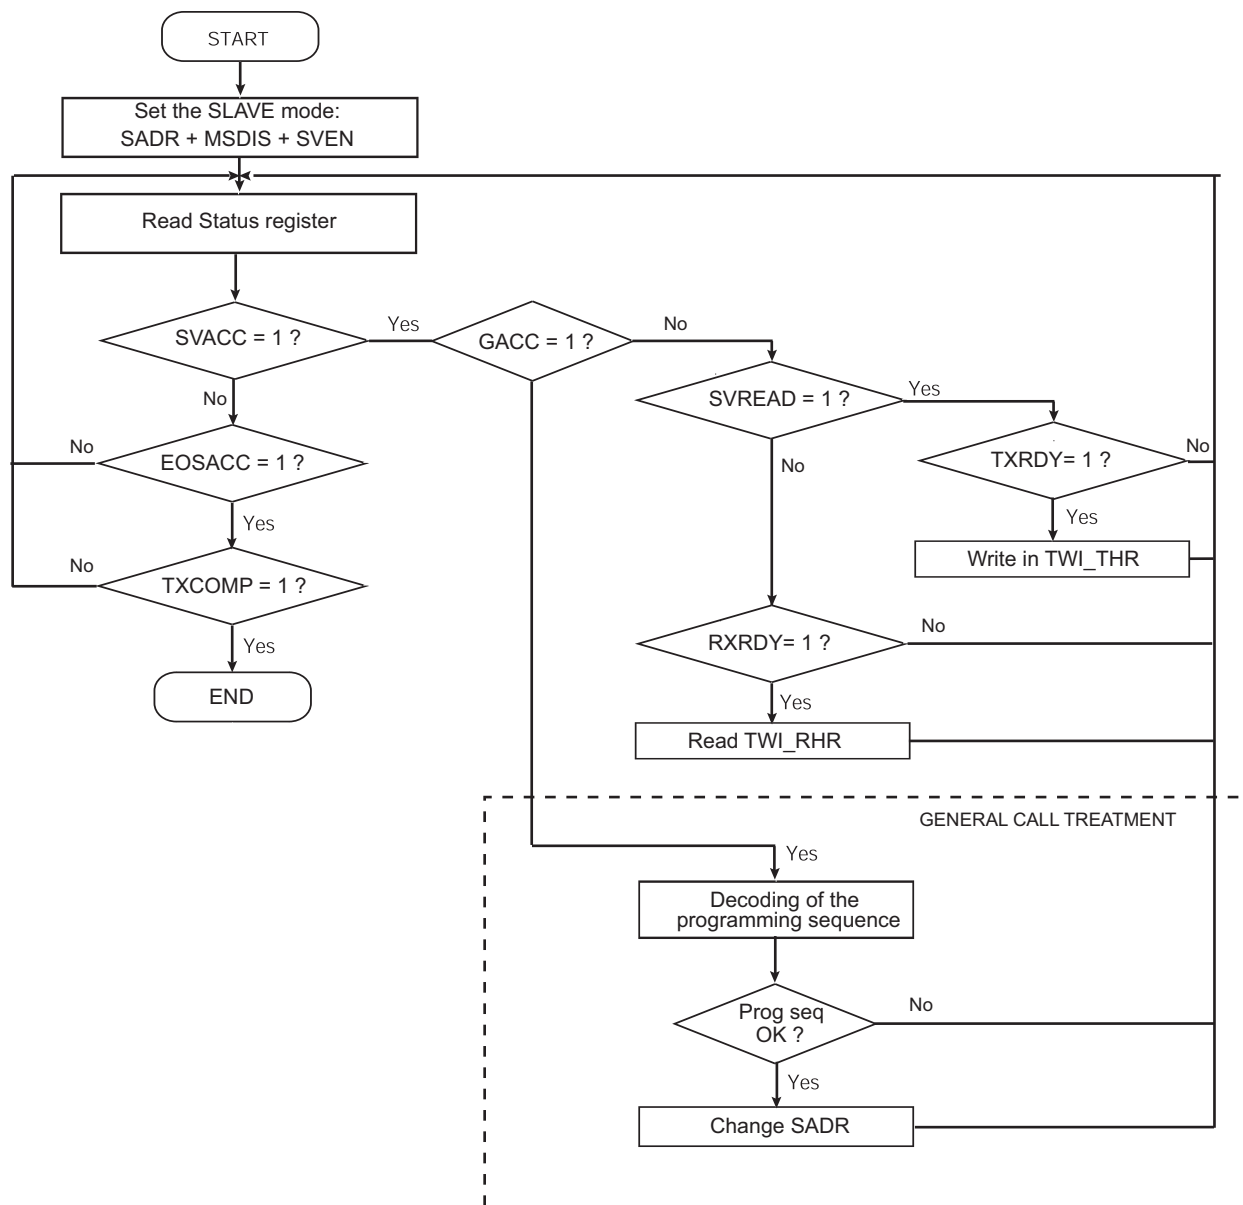 START
Set the SLAVE mode:
SADR + MSDIS + SVEN
Read Status register
SVACC = 1 ?
Yes
GACC = 1 ?
No
SVREAD = 1 ?
Yes
No
EOSACC = 1 ?
No
TXRDY= 1 ?
No
No
Yes
Yes
Write in TWI_THR
TXCOMP = 1 ?
No
Yes
RXRDY= 1 ?
No
END
Yes
Read TWI_RHR
GENERAL CALL TREATMENT
Yes
Decoding of the
programming sequence
Prog seq
OK ?
No
Yes
Change SADR